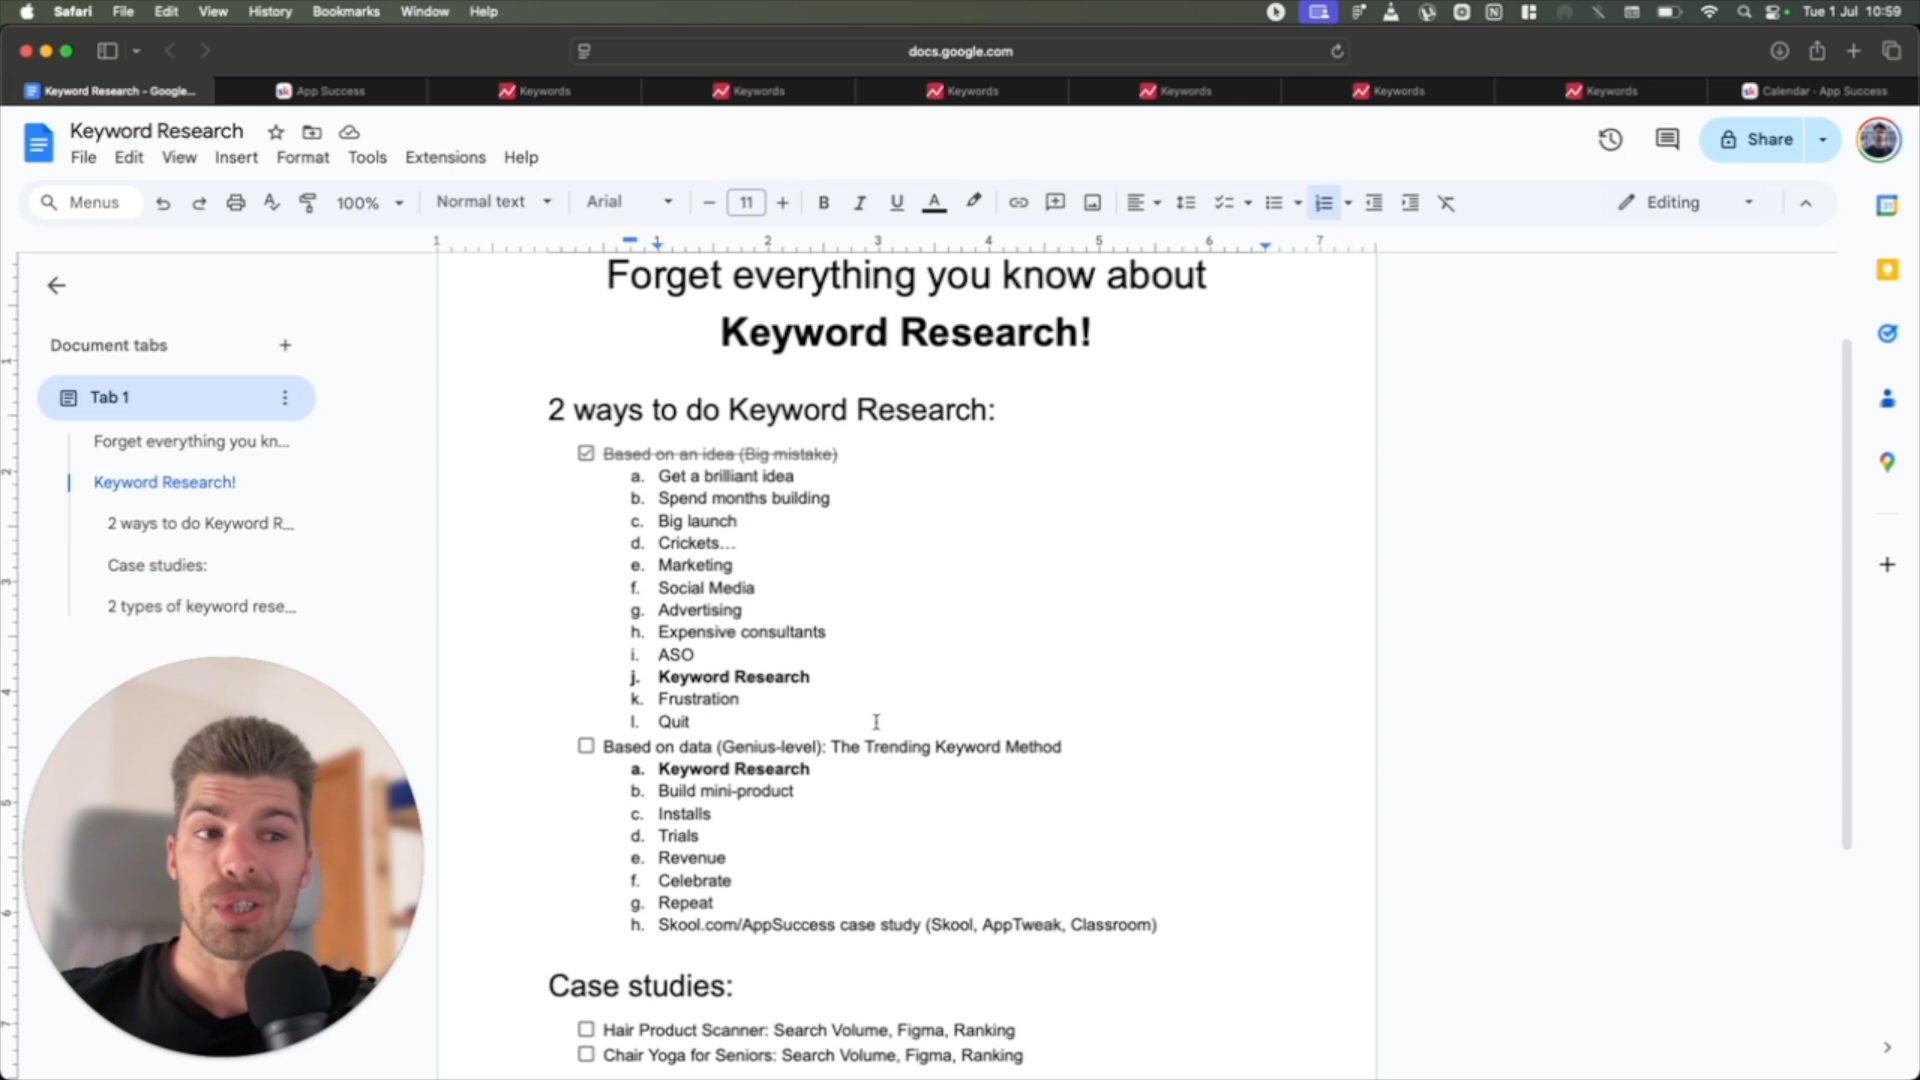 Safari File Edit View History Bookmarks Window Help Tue 1 Jul 10:59
docs.google.com
Keyword Research - Google... App Success Keywords Keywords Keywords Keywords Keywords Keywords Calendar - App Success
Keyword Research
File Edit View Insert Format Tools Extensions Help
Share
Menus 100% Normal text Arial 11 Editing
1 1 2 3 4 5 6 7
Document tabs
Tab 1
Forget everything you kn...
Keyword Research!
2 ways to do Keyword R...
Case studies:
2 types of keyword rese...
Forget everything you know about
Keyword Research!
2 ways to do Keyword Research:
Based on an idea (Big mistake)
a. Get a brilliant idea
b. Spend months building
c. Big launch
d. Crickets...
e. Marketing
f. Social Media
g. Advertising
h. Expensive consultants
i. ASO
j. Keyword Research
k. Frustration
l. Quit
Based on data (Genius-level): The Trending Keyword Method
a. Keyword Research
b. Build mini-product
c. Installs
d. Trials
e. Revenue
f. Celebrate
g. Repeat
h. Skool.com/AppSuccess case study (Skool, AppTweak, Classroom)
Case studies:
Hair Product Scanner: Search Volume, Figma, Ranking
Chair Yoga for Seniors: Search Volume, Figma, Ranking